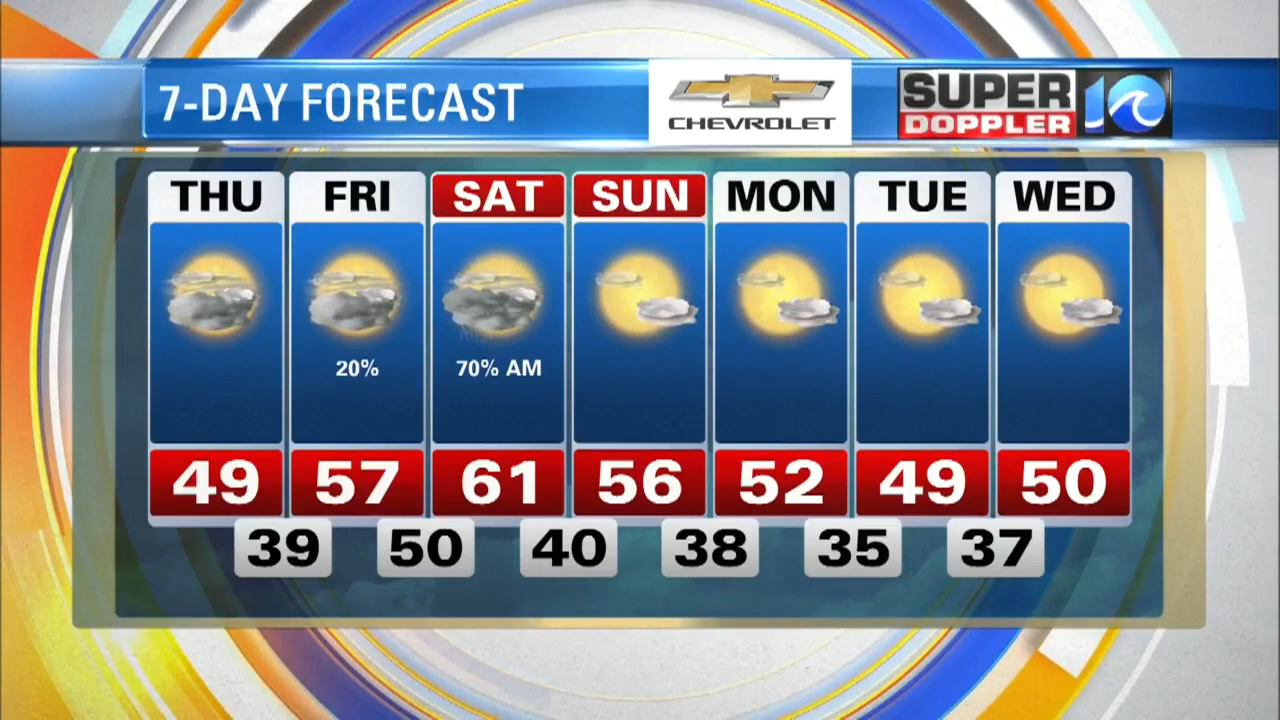 7-DAY FORECAST
CHEVROLET
SUPER
DOPPLER
10
THU FRI SAT SUN MON TUE WED
20% 70% AM
49 57 61 56 52 49 50
39 50 40 38 35 37